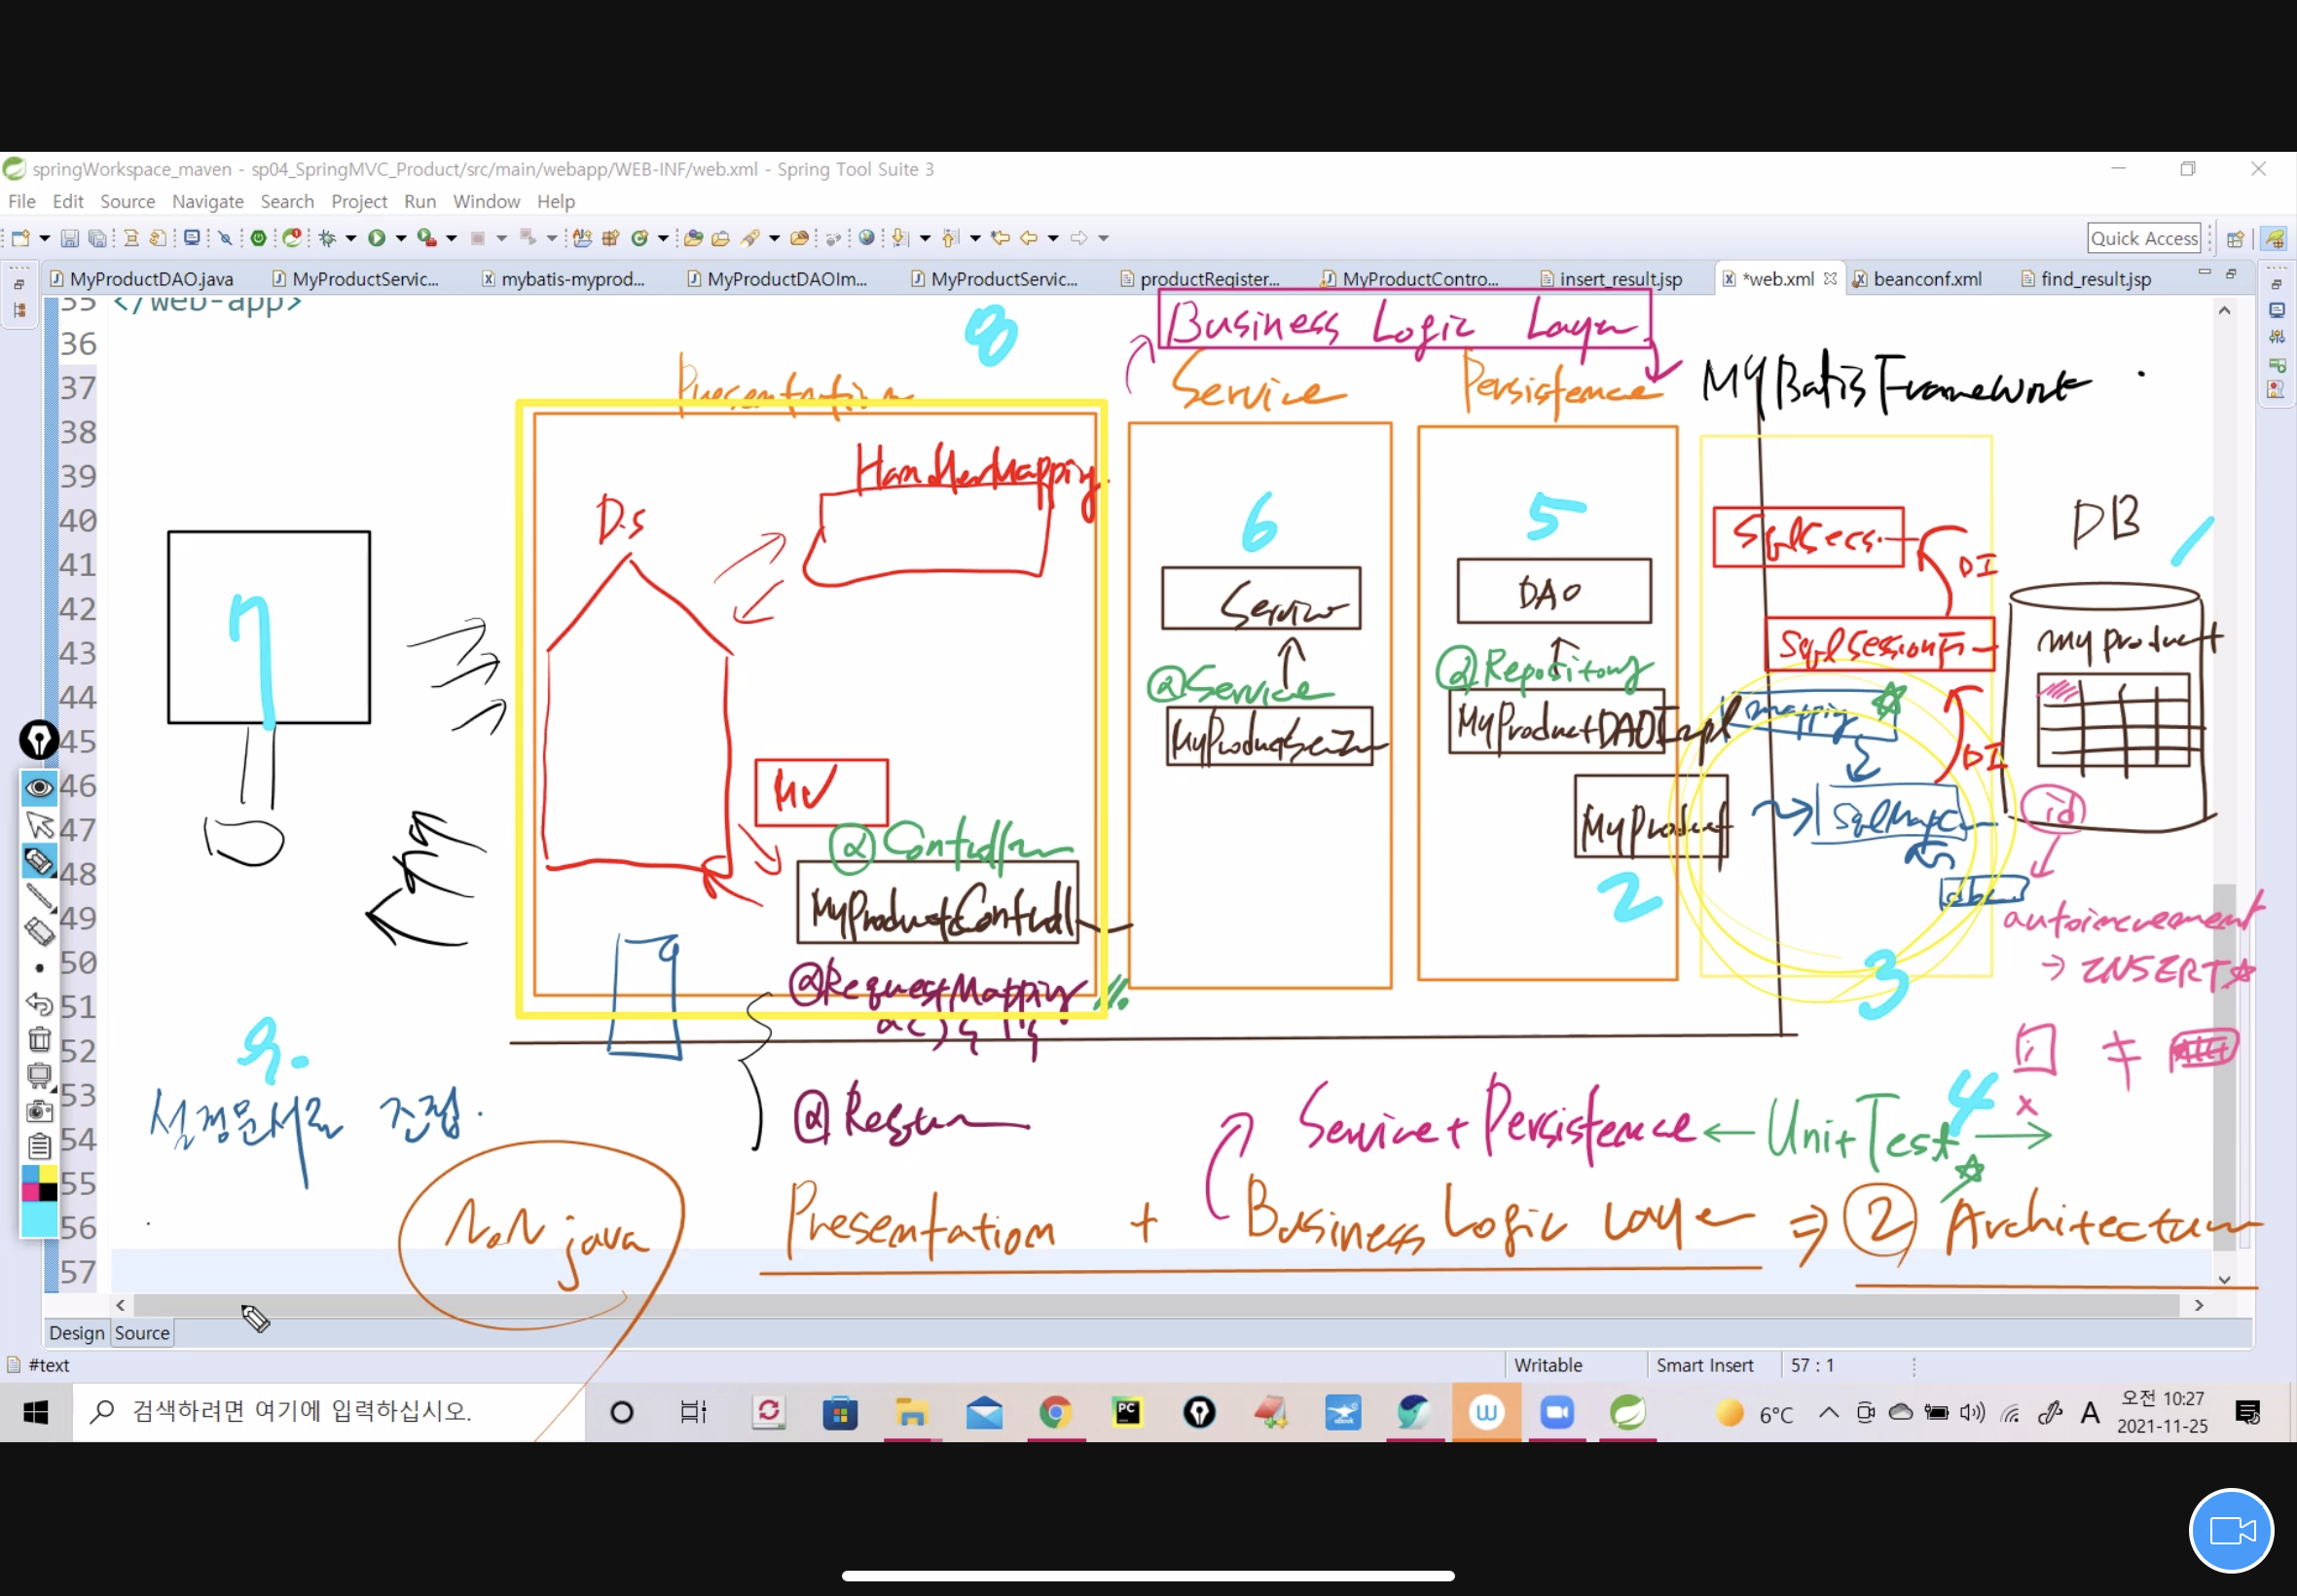 springWorkspace_maven - sp04_SpringMVC_Product/src/main/webapp/WEB-INF/web.xml - Spring Tool Suite 3
File Edit Source Navigate Search Project Run Window Help
Quick Access
MyProductDAO.java MyProductServic... mybatis-myprod... MyProductDAOIm... MyProductServic... productRegister... MyProductContro... insert_result.jsp *web.xml beanconf.xml find_result.jsp
35 </web-app>
36
37
38
39
40
41
42
43
44
45
46
47
48
49
50
51
52
53
54
55
56
57
8
Business Logic Layer
Presentation
Service
Persistence
MYBatis Framework
HandlerMapping
D.S
6
5
DB
1
SqlSess
DI
7
Service
DAO
SqlSessionF
my product
@Service
@Repository
mapping
MyProductDAOImpl
DI
MV
MyProduct
SqlMapC
id
@Controller
MyProductControll
2
autoincrement
→ INSERT
3
@RequestMapping
9.
설정문서로
4
Service + Persistence ← UnitTest →
x
NoN java
Presentation + Business Logic Layer ⇒ ② Architecture
Design Source
#text
Writable
Smart Insert
57 : 1
검색하려면 여기에 입력하십시오.
PC
eBook
W
6°C
A
오전 10:27
2021-11-25